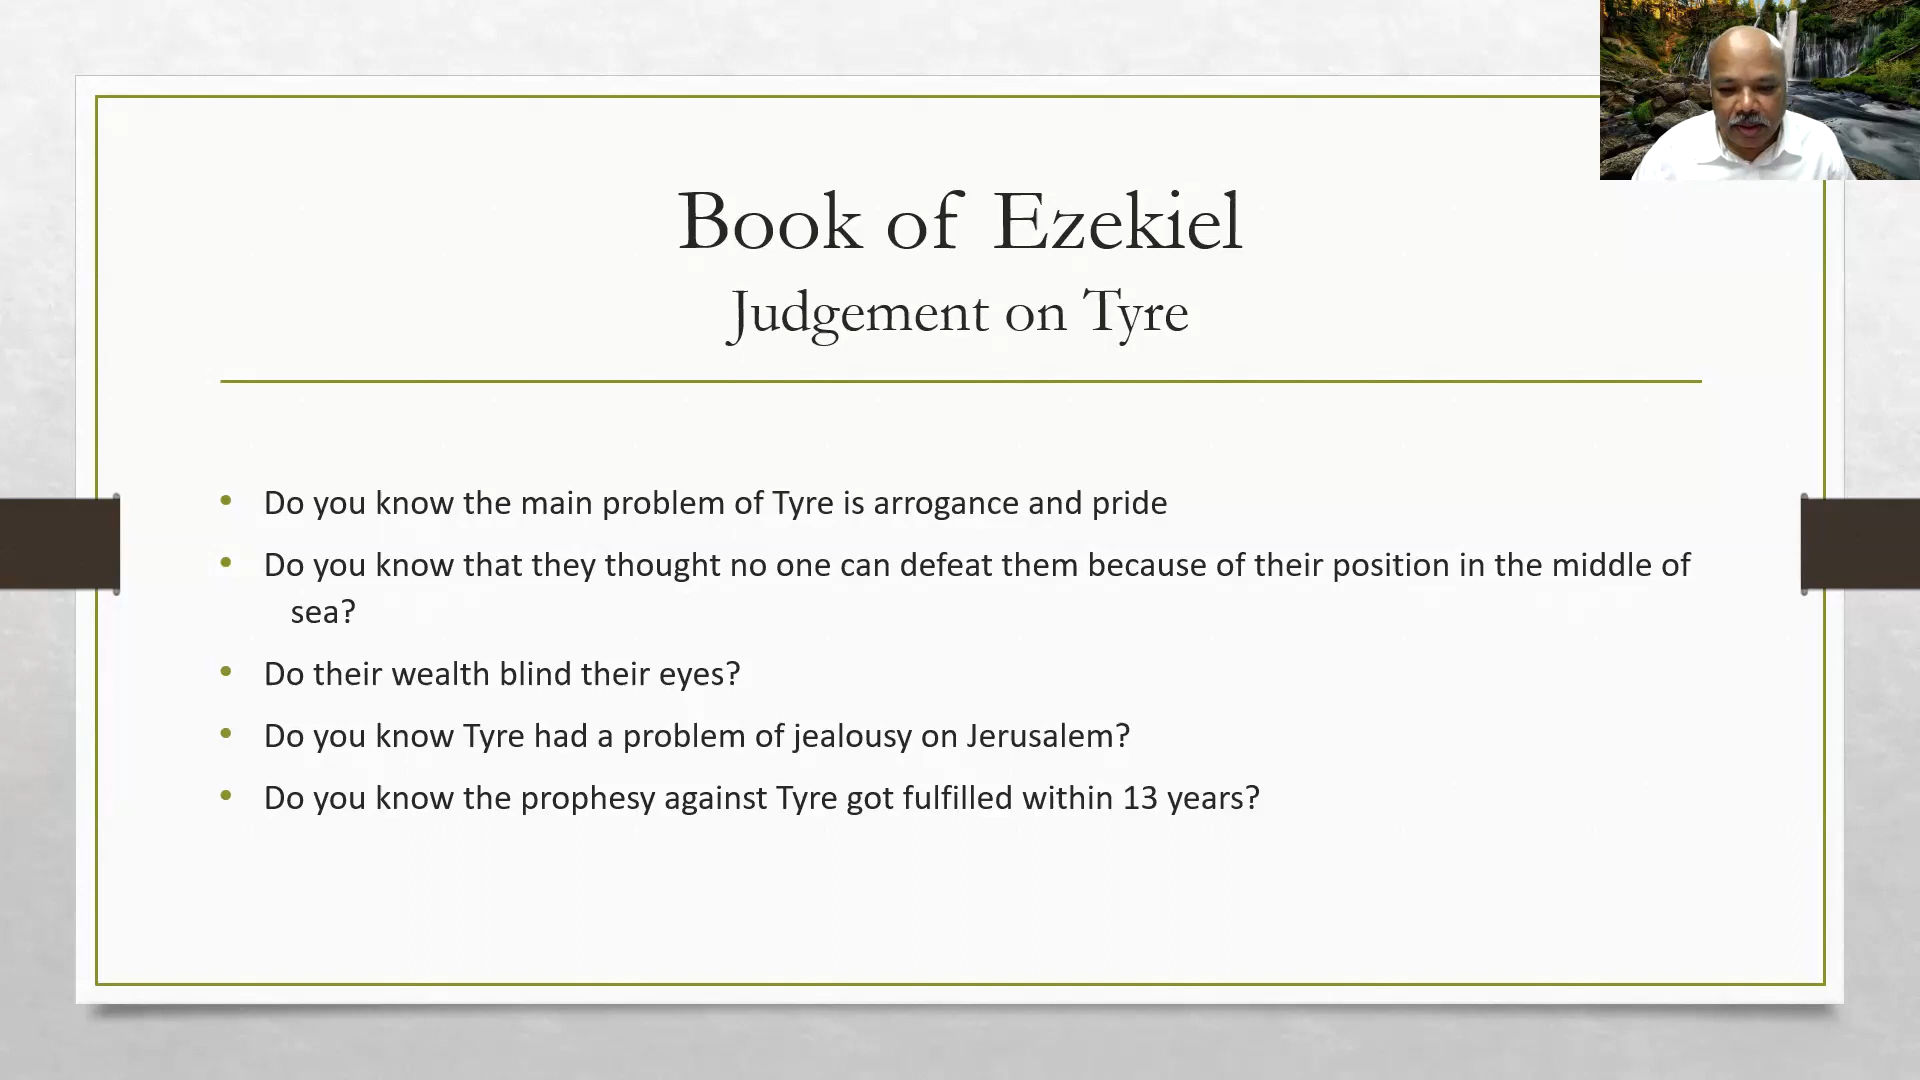 Book of Ezekiel
Judgement on Tyre
• Do you know the main problem of Tyre is arrogance and pride
• Do you know that they thought no one can defeat them because of their position in the middle of
sea?
• Do their wealth blind their eyes?
• Do you know Tyre had a problem of jealousy on Jerusalem?
• Do you know the prophesy against Tyre got fulfilled within 13 years?